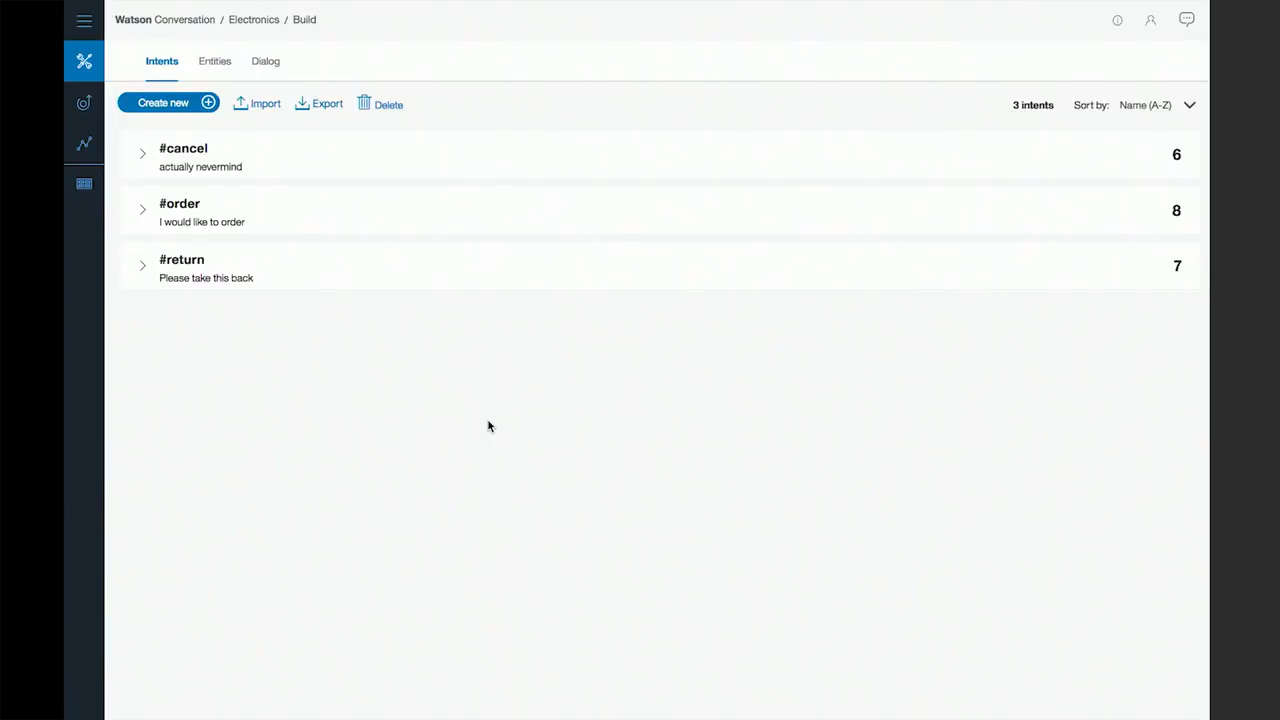 Watson Conversation / Electronics / Build
Intents Entities Dialog
Create new Import Export Delete 3 intents Sort by: Name (A-Z)
#cancel
actually nevermind
6
#order
I would like to order
8
#return
Please take this back
7